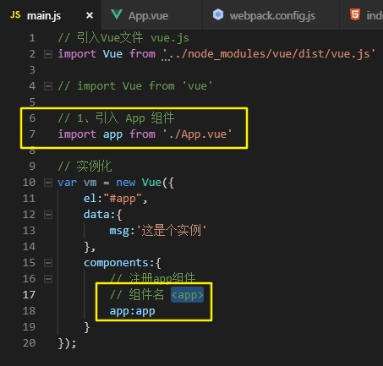 JS main.js × App.vue webpack.config.js inde
1 // 引入Vue文件 vue.js
2 import Vue from '../node_modules/vue/dist/vue.js'
3
4 // import Vue from 'vue'
5
6 // 1、引入 App 组件
7 import app from './App.vue'
8
9 // 实例化
10 var vm = new Vue({
11 el:"#app",
12 data:{
13 msg:'这是个实例'
14 },
15 components:{
16 // 注册app组件
17 // 组件名 <app>
18 app:app
19 }
20 });